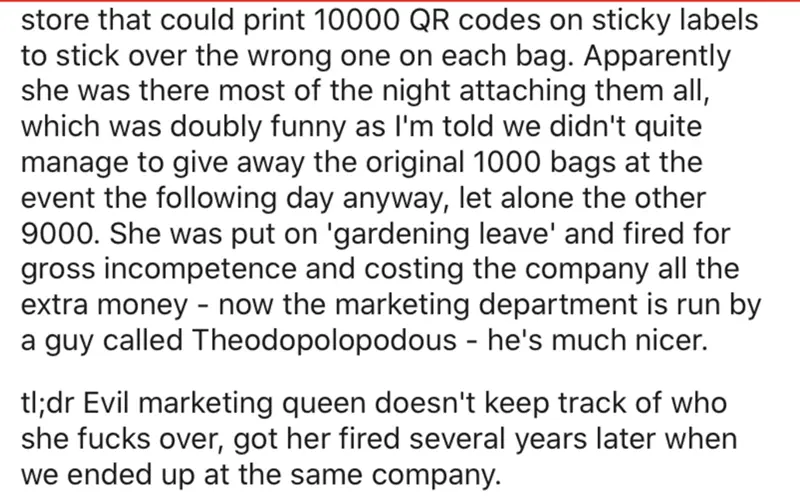 store that could print 10000 QR codes on sticky labels
to stick over the wrong one on each bag. Apparently
she was there most of the night attaching them all,
which was doubly funny as I'm told we didn't quite
manage to give away the original 1000 bags at the
event the following day anyway, let alone the other
9000. She was put on 'gardening leave' and fired for
gross incompetence and costing the company all the
extra money - now the marketing department is run by
a guy called Theodopolopodous - he's much nicer.
tl;dr Evil marketing queen doesn't keep track of who
she fucks over, got her fired several years later when
we ended up at the same company.